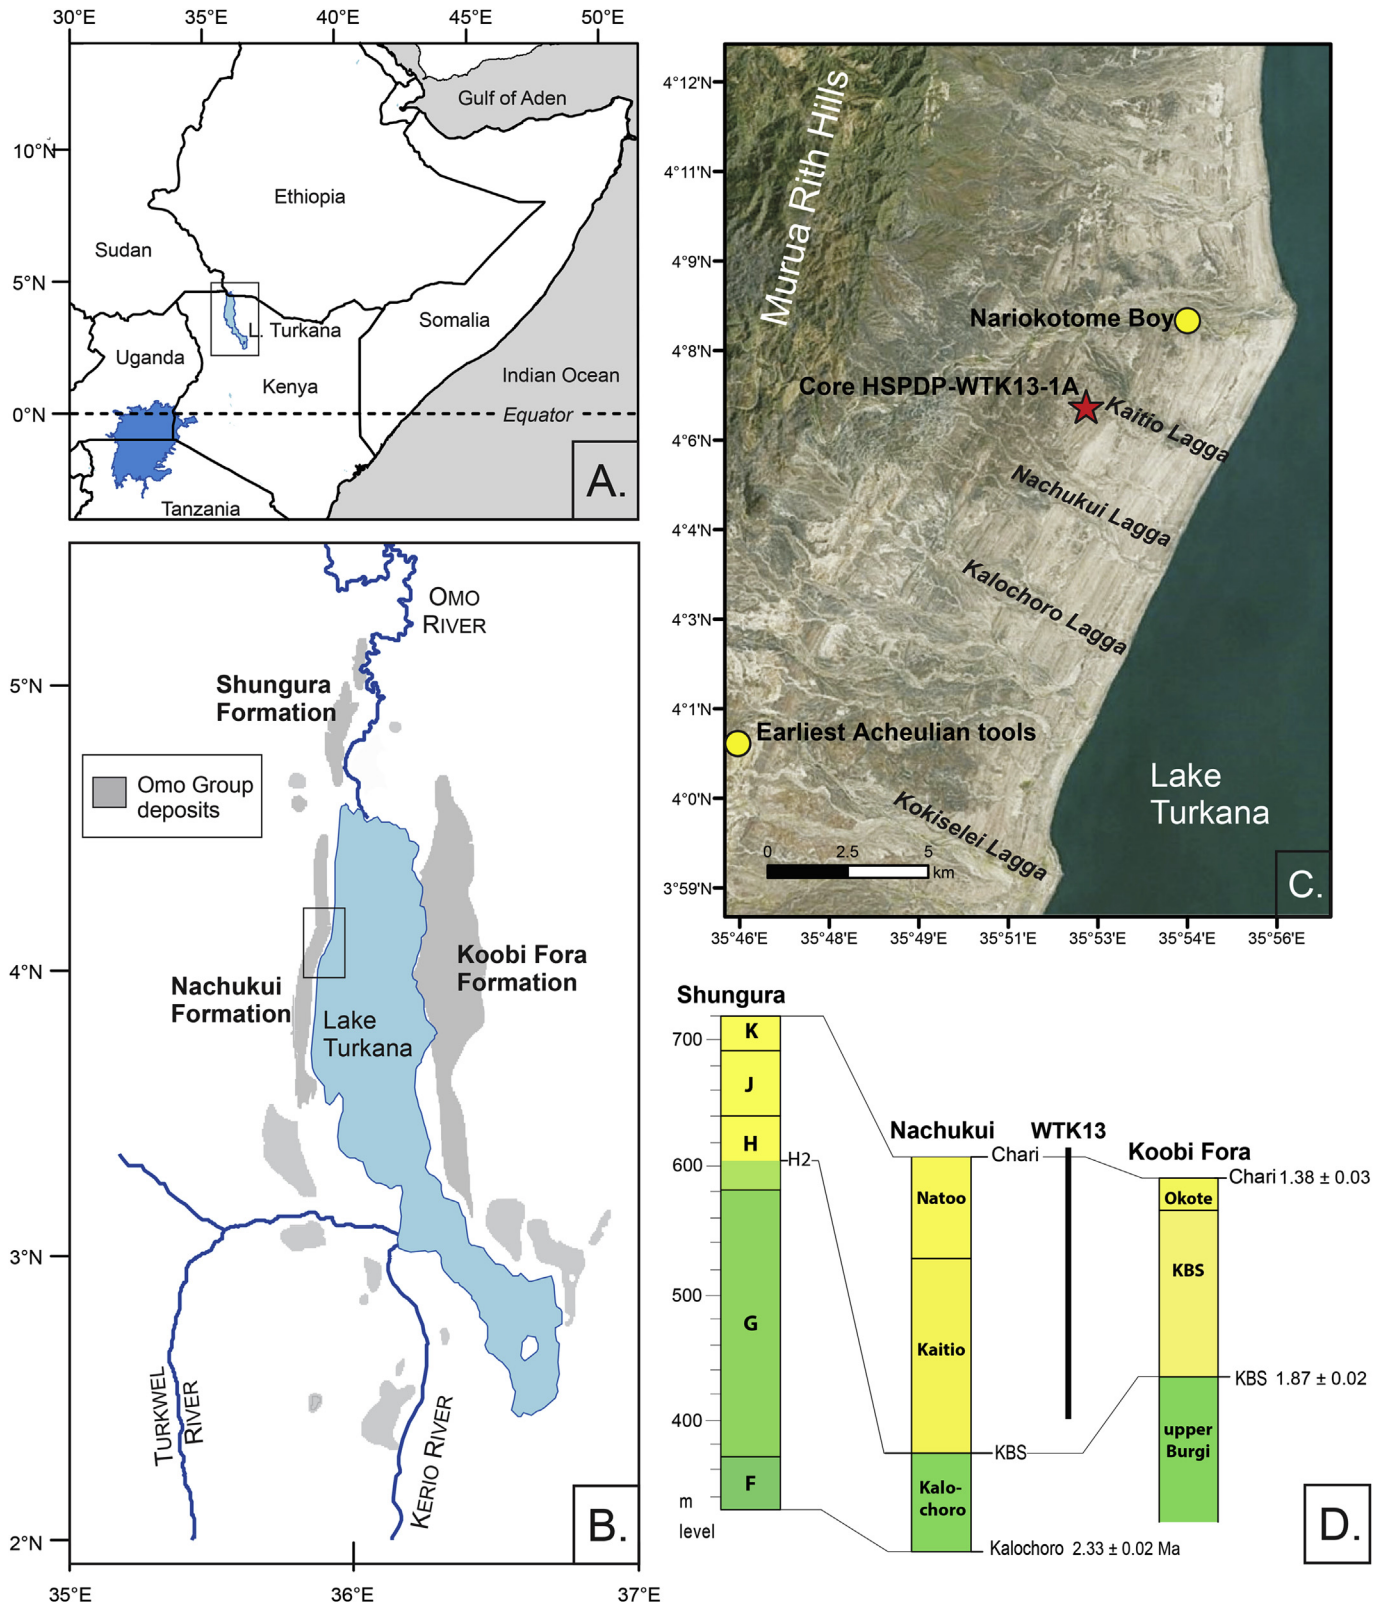 30°E 35°E 40°E 45°E 50°E
10°N
5°N
0°N
Gulf of Aden
Ethiopia
Sudan
L. Turkana
Somalia
Uganda
Kenya
Indian Ocean
Equator
Tanzania
A.
OMO
RIVER
Shungura
Formation
Omo Group
deposits
Koobi Fora
Formation
Nachukui
Formation
Lake
Turkana
TURKWEL
RIVER
KERIO RIVER
B.
5°N
4°N
3°N
2°N
35°E 36°E 37°E
4°12'N
4°11'N
4°9'N
4°8'N
4°6'N
4°4'N
4°3'N
4°1'N
4°0'N
3°59'N
Murua Rith Hills
Nariokotome Boy
Core HSPDP-WTK13-1A
Kaitio Lagga
Nachukui Lagga
Kalochoro Lagga
Earliest Acheulian tools
Lake
Turkana
Kokiselei Lagga
0 2.5 5
km
C.
35°46'E 35°48'E 35°49'E 35°51'E 35°53'E 35°54'E 35°56'E
Shungura
700
600
500
400
m
level
K
J
H
H2
G
F
Nachukui
WTK13
Koobi Fora
Chari
Chari 1.38 ± 0.03
Natoo
Okote
KBS
Kaitio
KBS 1.87 ± 0.02
KBS
upper
Burgi
Kalo-
choro
Kalochoro 2.33 ± 0.02 Ma
D.